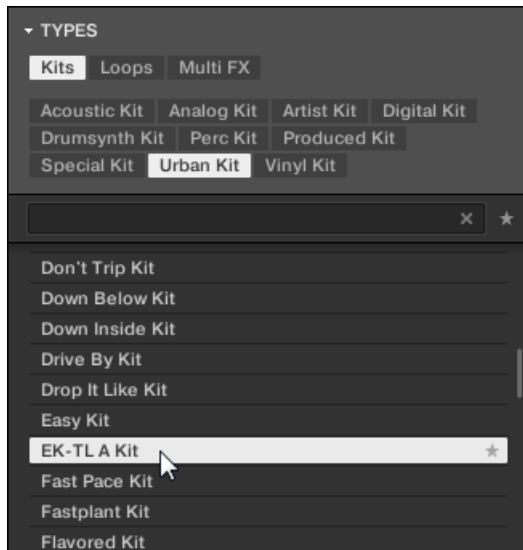 TYPES
Kits Loops Multi FX
Acoustic Kit Analog Kit Artist Kit Digital Kit
Drumsynth Kit Perc Kit Produced Kit
Special Kit Urban Kit Vinyl Kit
Don't Trip Kit
Down Below Kit
Down Inside Kit
Drive By Kit
Drop It Like Kit
Easy Kit
EK-TL A Kit
Fast Pace Kit
Fastplant Kit
Flavored Kit